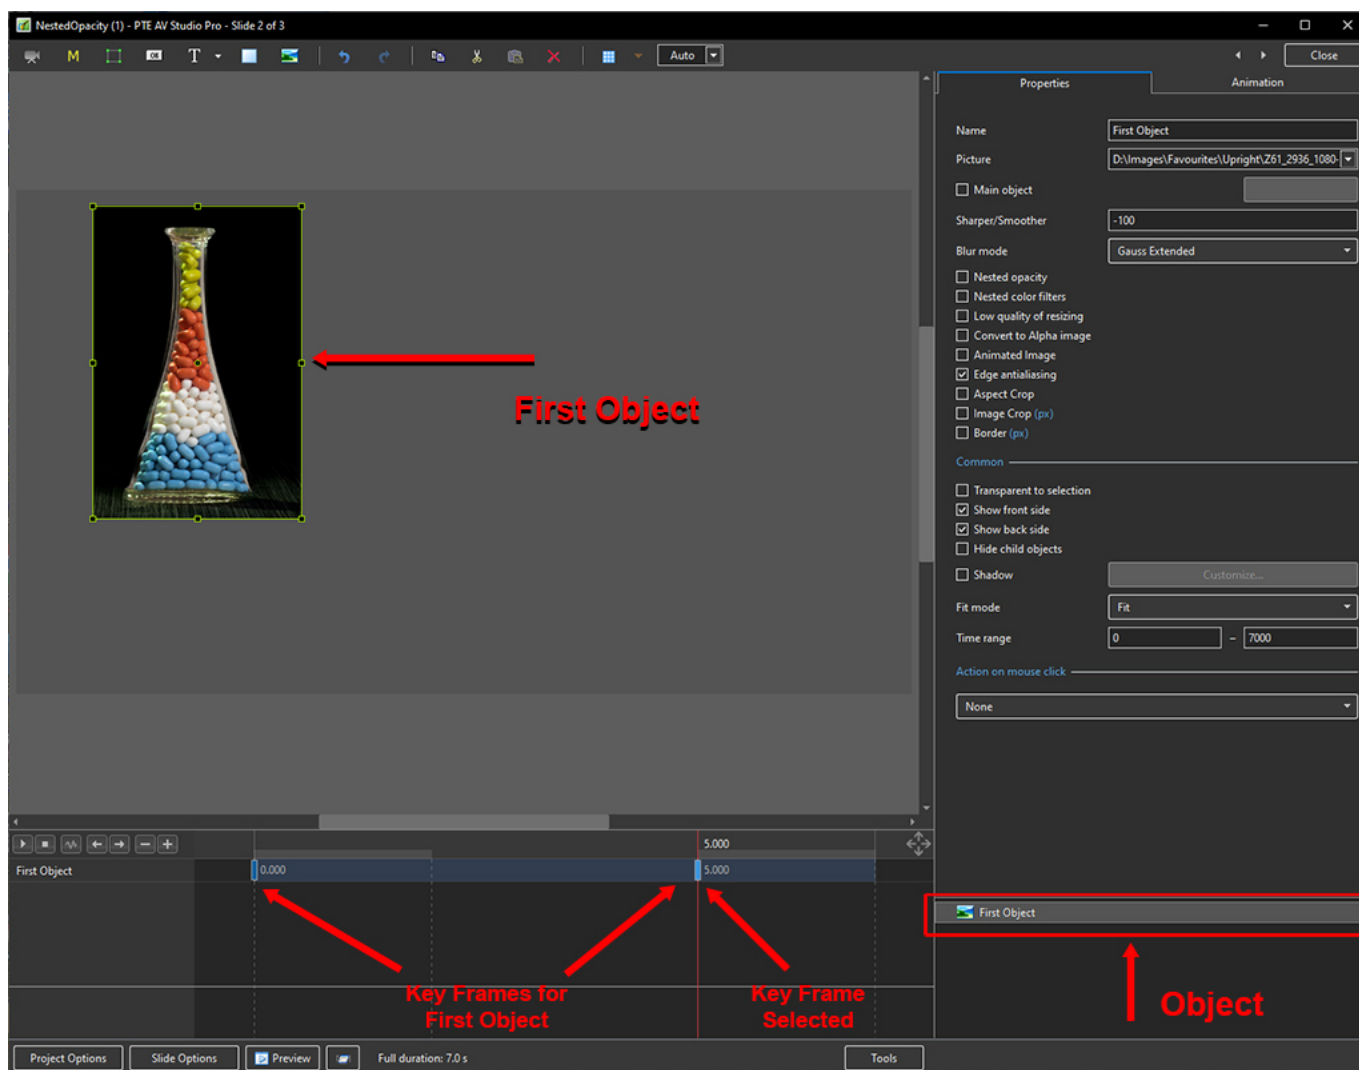 NestedOpacity (1) - PTE AV Studio Pro - Slide 2 of 3
M
OK
T
Auto
Close
Properties
Animation
Name
First Object
Picture
D:\Images\Favourites\Upright\Z61_2936_1080-
Main object
Sharper/Smoother
-100
Blur mode
Gauss Extended
Nested opacity
Nested color filters
Low quality of resizing
Convert to Alpha image
Animated Image
Edge antialiasing
Aspect Crop
Image Crop (px)
Border (px)
Common
Transparent to selection
Show front side
Show back side
Hide child objects
Shadow
Customize...
Fit mode
Fit
Time range
0
–
7000
Action on mouse click
None
First Object
5.000
First Object
0.000
5.000
First Object
Key Frames for
First Object
Key Frame
Selected
Object
Project Options
Slide Options
Preview
Full duration: 7.0 s
Tools